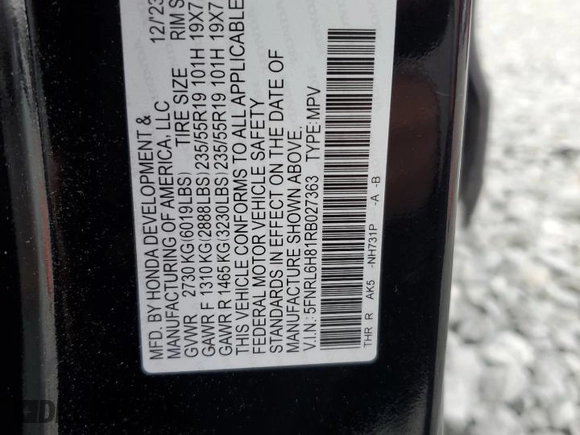 MFD. BY HONDA DEVELOPMENT & 12/'23
MANUFACTURING OF AMERICA, LLC
GVWR 2730 KG(6019LBS) TIRE SIZE RIM S
GAWR F 1310 KG(2888LBS)235/55R19 101H 19X7
GAWR R 1465 KG(3230LBS)235/55R19 101H 19X7
THIS VEHICLE CONFORMS TO ALL APPLICABLE
FEDERAL MOTOR VEHICLE SAFETY
STANDARDS IN EFFECT ON THE DATE OF
MANUFACTURE SHOWN ABOVE.
V.I.N.: 5FNRL6H81RB027363 TYPE: MPV
THR R AK5 -NH731P -A -B